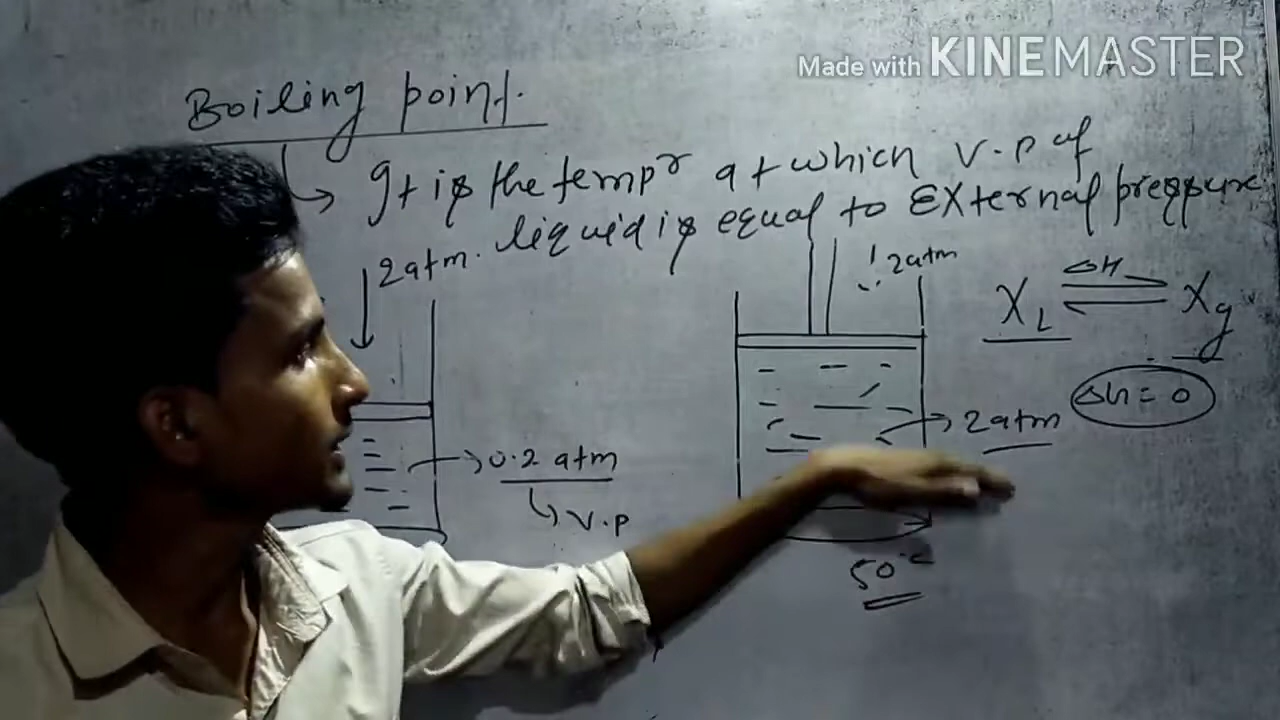 Made with KINEMASTER
Boiling point.
It is the tempr at which V.P of
liquid is equal to External pressure
2atm.
2atm
XL ⇌ Xg
ΔH
ΔG = 0
2atm
0.2 atm
V.P
50°C